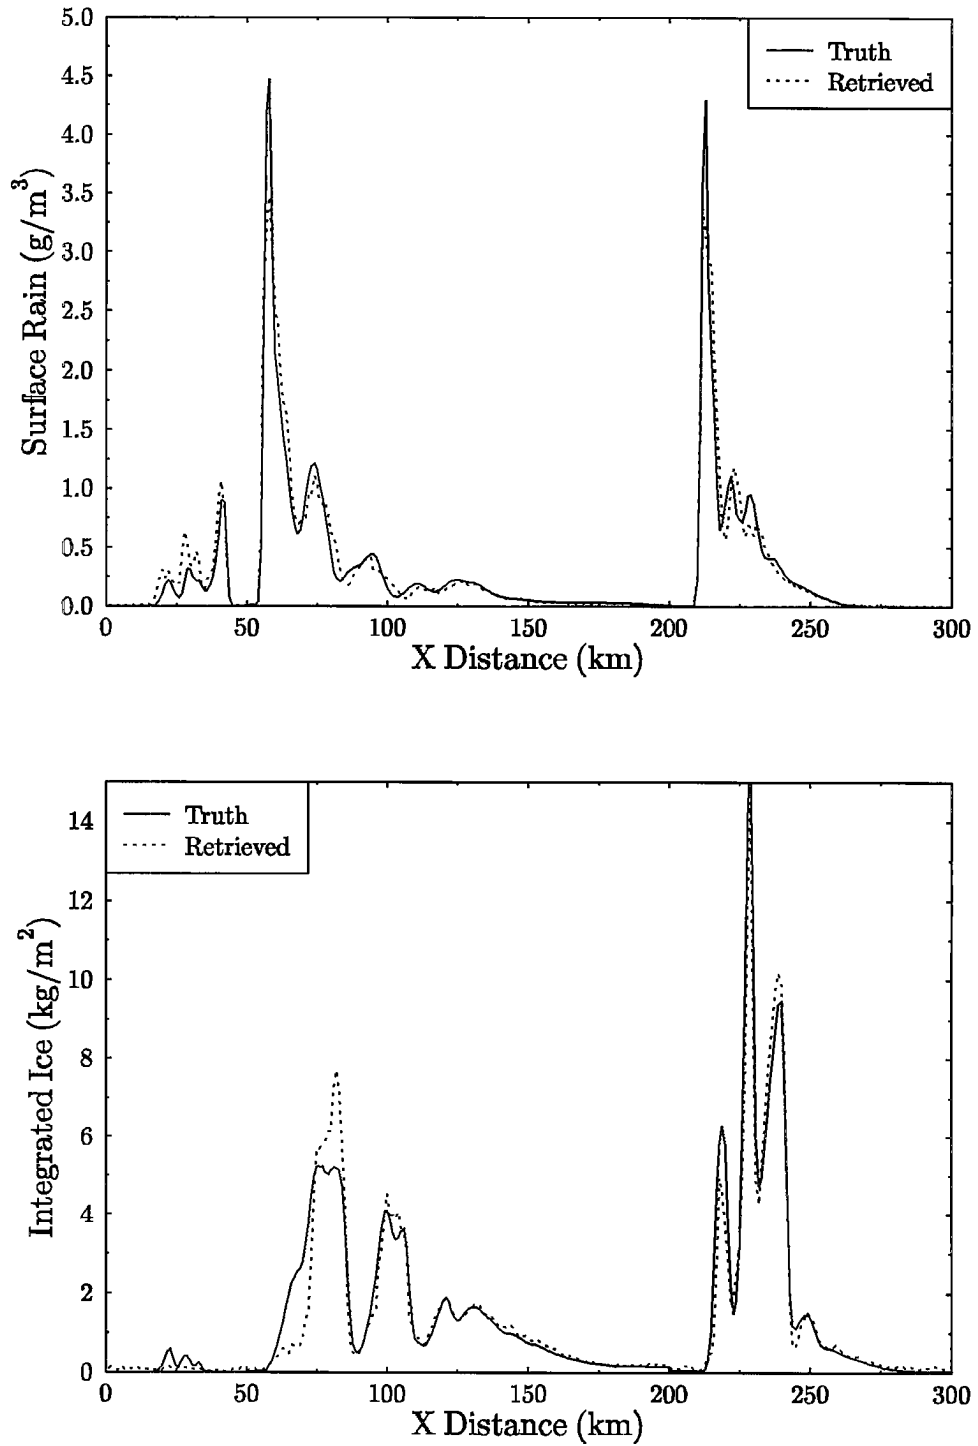 5.0
4.5
4.0
3.5
3.0
2.5
2.0
1.5
1.0
0.5
0.0
Surface Rain (g/m³)
Truth
Retrieved
0 50 100 150 200 250 300
X Distance (km)
14
12
10
8
6
4
2
0
Integrated Ice (kg/m²)
Truth
Retrieved
0 50 100 150 200 250 300
X Distance (km)